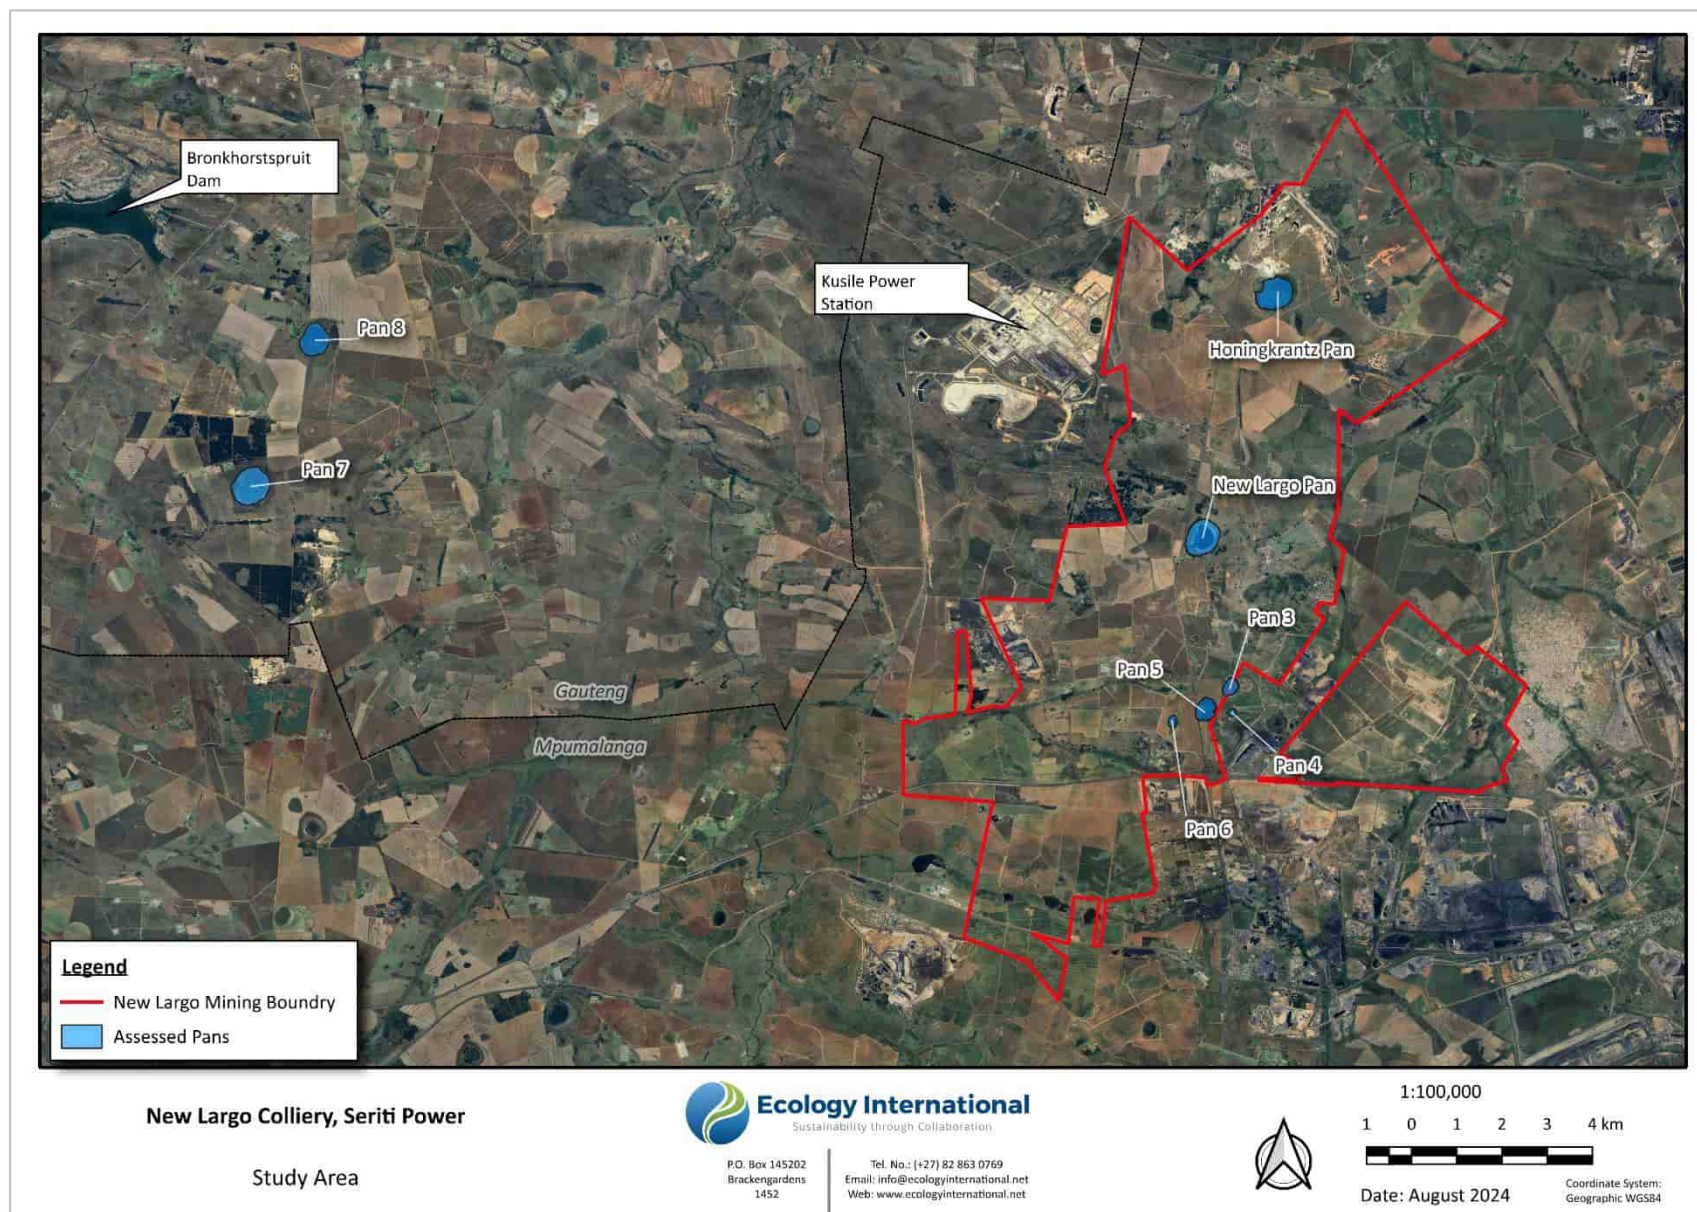 Bronkhorstspruit
Dam
Kusile Power
Station
Pan 8
Honingkrantz Pan
Pan 7
New Largo Pan
Pan 3
Pan 5
Gauteng
Mpumalanga
Pan 4
Pan 6
Legend
New Largo Mining Boundry
Assessed Pans
New Largo Colliery, Seriti Power
Study Area
Ecology International
Sustainability through Collaboration
P.O. Box 145202
Brackengardens
1452
Tel. No.: (+27) 82 863 0769
Email: info@ecologyinternational.net
Web: www.ecologyinternational.net
1:100,000
1 0 1 2 3 4 km
Date: August 2024
Coordinate System:
Geographic WGS84